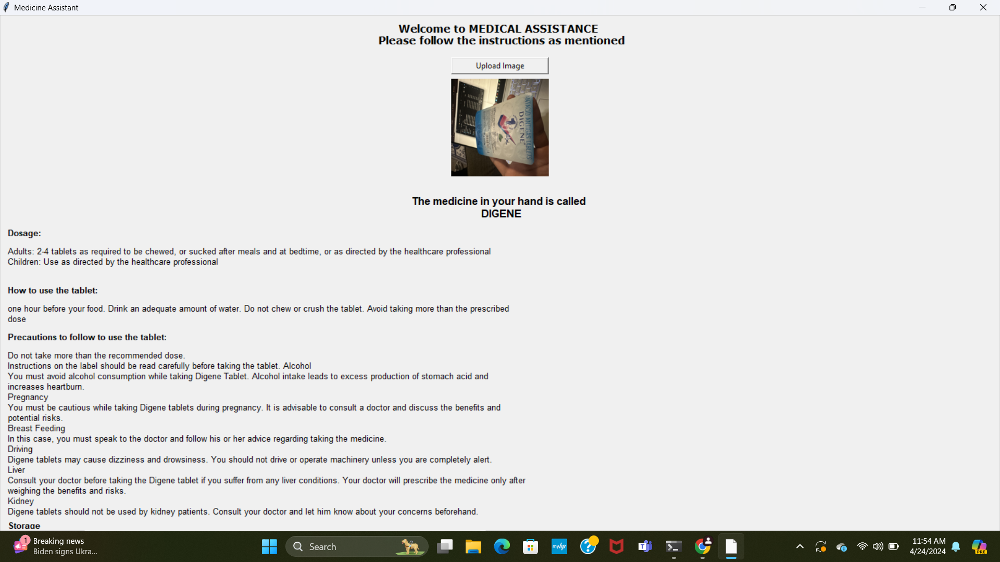 Medicine Assistant
Welcome to MEDICAL ASSISTANCE
Please follow the instructions as mentioned
Upload Image
ANTACID ANTIGAS TABLETS
DIGENE
The medicine in your hand is called
DIGENE
Dosage:
Adults: 2-4 tablets as required to be chewed, or sucked after meals and at bedtime, or as directed by the healthcare professional
Children: Use as directed by the healthcare professional
How to use the tablet:
one hour before your food. Drink an adequate amount of water. Do not chew or crush the tablet. Avoid taking more than the prescribed
dose
Precautions to follow to use the tablet:
Do not take more than the recommended dose.
Instructions on the label should be read carefully before taking the tablet. Alcohol
You must avoid alcohol consumption while taking Digene Tablet. Alcohol intake leads to excess production of stomach acid and
increases heartburn.
Pregnancy
You must be cautious while taking Digene tablets during pregnancy. It is advisable to consult a doctor and discuss the benefits and
potential risks.
Breast Feeding
In this case, you must speak to the doctor and follow his or her advice regarding taking the medicine.
Driving
Digene tablets may cause dizziness and drowsiness. You should not drive or operate machinery unless you are completely alert.
Liver
Consult your doctor before taking the Digene tablet if you suffer from any liver conditions. Your doctor will prescribe the medicine only after
weighing the benefits and risks.
Kidney
Digene tablets should not be used by kidney patients. Consult your doctor and let him know about your concerns beforehand.
Storage
1
Breaking news
Biden signs Ukra...
Search
myhp
11:54 AM
4/24/2024
PRE